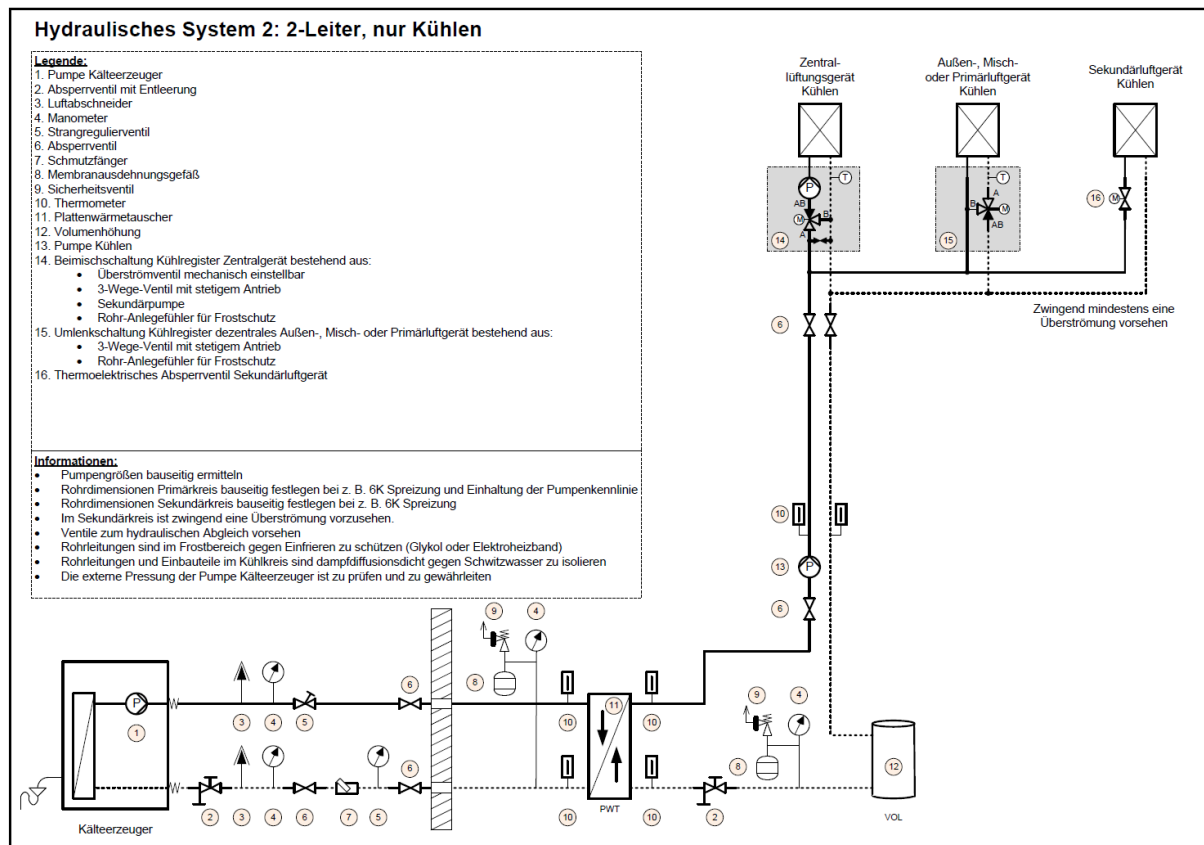 Hydraulisches System 2: 2-Leiter, nur Kühlen
Legende:
1. Pumpe Kälteerzeuger
2. Absperrventil mit Entleerung
3. Luftabschneider
4. Manometer
5. Strangregulierventil
6. Absperrventil
7. Schmutzfänger
8. Membranausdehnungsgefäß
9. Sicherheitsventil
10. Thermometer
11. Plattenwärmetauscher
12. Volumenhöhung
13. Pumpe Kühlen
14. Beimischschaltung Kühlregister Zentralgerät bestehend aus:
• Überströmventil mechanisch einstellbar
• 3-Wege-Ventil mit stetigem Antrieb
• Sekundärpumpe
• Rohr-Anlegefühler für Frostschutz
15. Umlenkschaltung Kühlregister dezentrales Außen-, Misch- oder Primärluftgerät bestehend aus:
• 3-Wege-Ventil mit stetigem Antrieb
• Rohr-Anlegefühler für Frostschutz
16. Thermoelektrisches Absperrventil Sekundärluftgerät
Informationen:
• Pumpengrößen bauseitig ermitteln
• Rohrdimensionen Primärkreis bauseitig festlegen bei z. B. 6K Spreizung und Einhaltung der Pumpenkennlinie
• Rohrdimensionen Sekundärkreis bauseitig festlegen bei z. B. 6K Spreizung
• Im Sekundärkreis ist zwingend eine Überströmung vorzusehen.
• Ventile zum hydraulischen Abgleich vorsehen
• Rohrleitungen sind im Frostbereich gegen Einfrieren zu schützen (Glykol oder Elektroheizband)
• Rohrleitungen und Einbauteile im Kühlkreis sind dampfdiffusionsdicht gegen Schwitzwasser zu isolieren
• Die externe Pressung der Pumpe Kälteerzeuger ist zu prüfen und zu gewährleiten
Zentral-
lüftungsgerät
Kühlen
Außen-, Misch-
oder Primärluftgerät
Kühlen
Sekundärluftgerät
Kühlen
T
P
AB
M
B
A
14
T
A
B
M
AB
15
16
M
Zwingend mindestens eine
Überströmung vorsehen
6
10
13
P
6
9
4
8
6
11
P
1
3
4
5
10
10
9
4
8
12
6
2
3
4
6
7
5
10
PWT
10
2
VOL
Kälteerzeuger